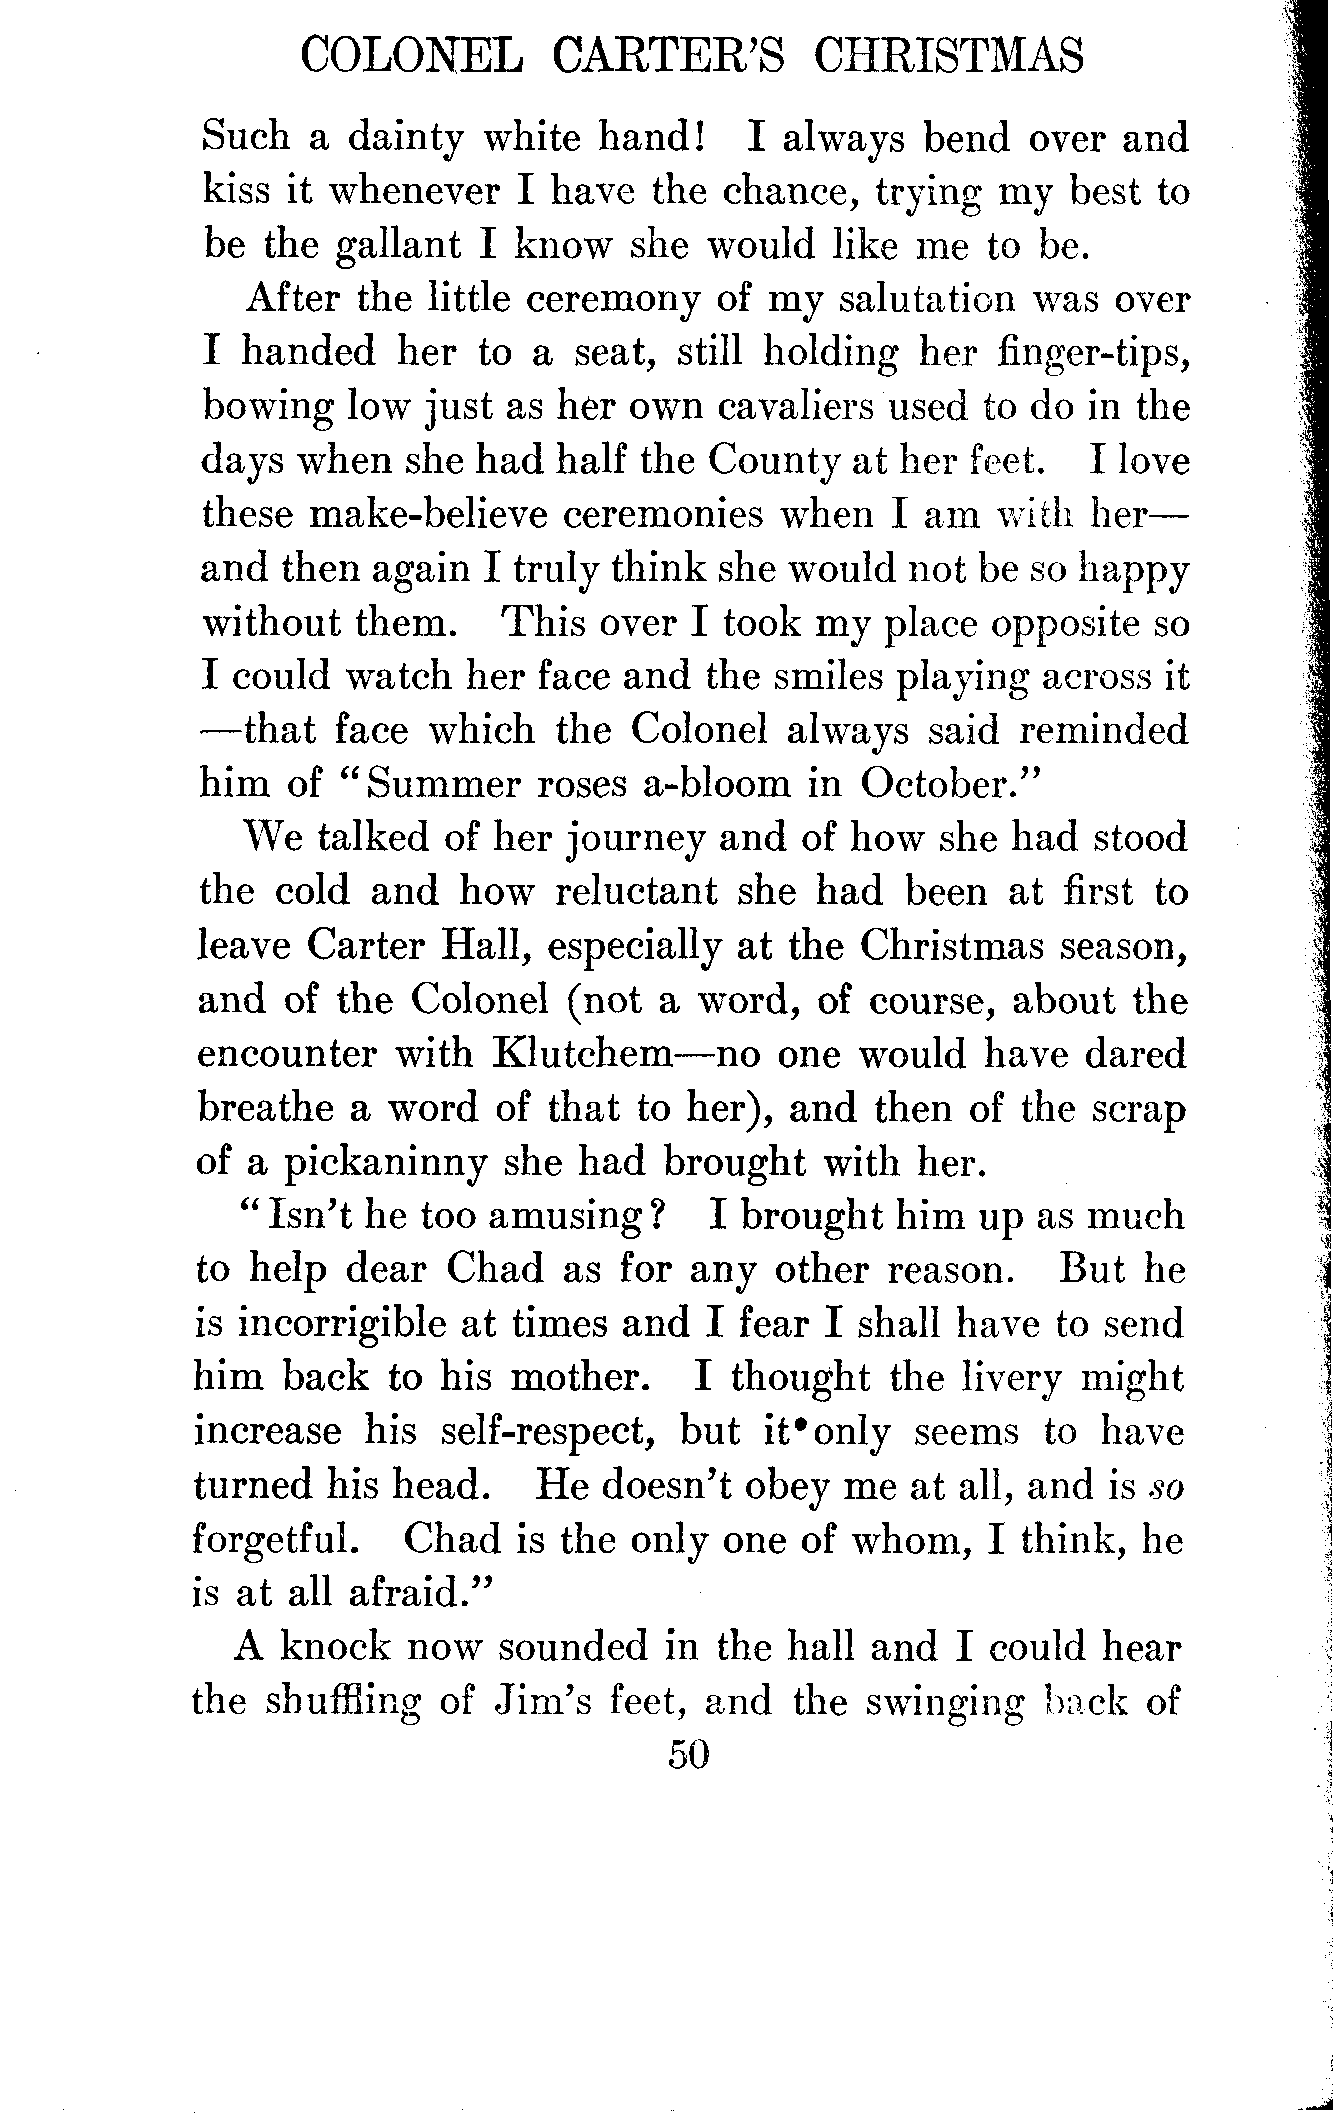 COLONEL CARTER'S CHRISTMAS
Such a dainty white hand! I always bend over and
kiss it whenever I have the chance, trying my best to
be the gallant I know she would like me to be.
After the little ceremony of my salutation was over
I handed her to a seat, still holding her finger-tips,
bowing low just as her own cavaliers used to do in the
days when she had half the County at her feet. I love
these make-believe ceremonies when I am with her—
and then again I truly think she would not be so happy
without them. This over I took my place opposite so
I could watch her face and the smiles playing across it
—that face which the Colonel always said reminded
him of "Summer roses a-bloom in October."
We talked of her journey and of how she had stood
the cold and how reluctant she had been at first to
leave Carter Hall, especially at the Christmas season,
and of the Colonel (not a word, of course, about the
encounter with Klutchem—no one would have dared
breathe a word of that to her), and then of the scrap
of a pickaninny she had brought with her.
"Isn't he too amusing? I brought him up as much
to help dear Chad as for any other reason. But he
is incorrigible at times and I fear I shall have to send
him back to his mother. I thought the livery might
increase his self-respect, but it only seems to have
turned his head. He doesn't obey me at all, and is so
forgetful. Chad is the only one of whom, I think, he
is at all afraid."
A knock now sounded in the hall and I could hear
the shuffling of Jim's feet, and the swinging back of
50